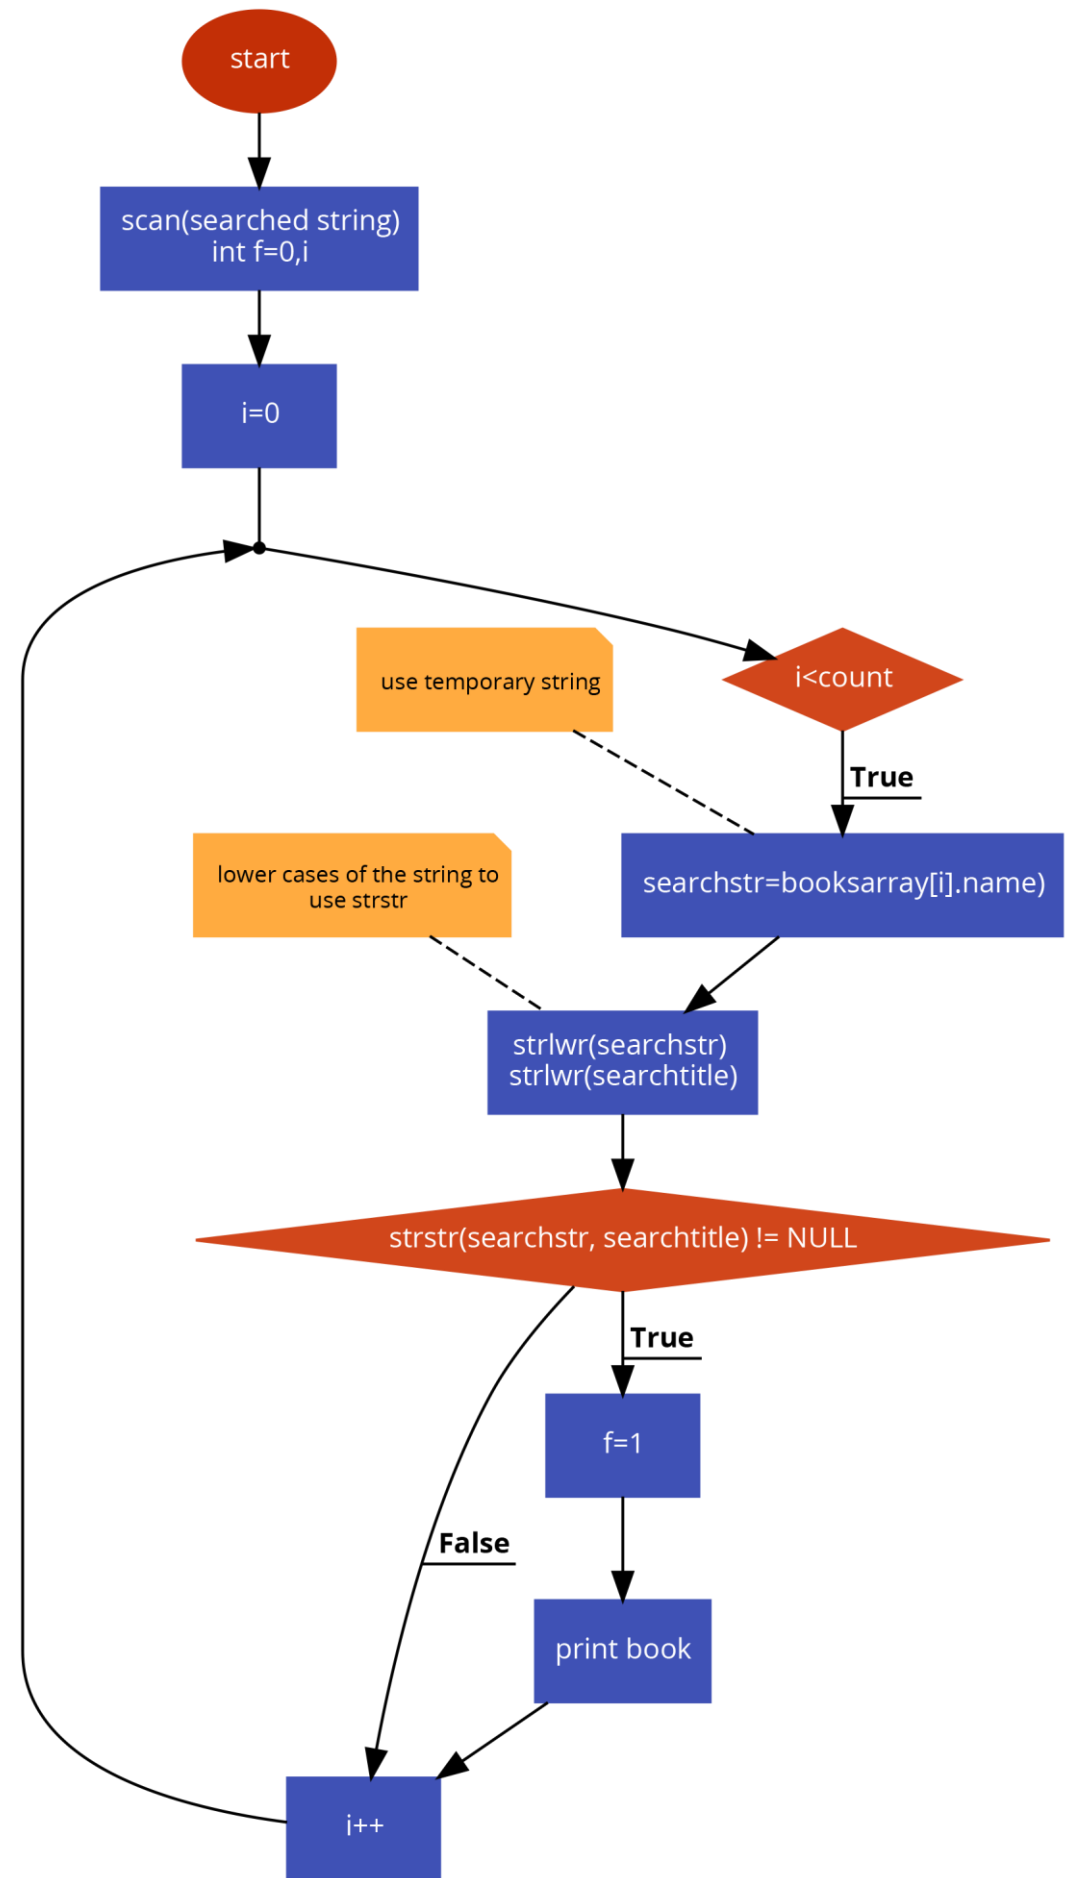 start
scan(searched string)
int f=0,i
i=0
use temporary string
i<count
True
lower cases of the string to
use strstr
searchstr=booksarray[i].name)
strlwr(searchstr)
strlwr(searchtitle)
strstr(searchstr, searchtitle) != NULL
True
f=1
False
print book
i++